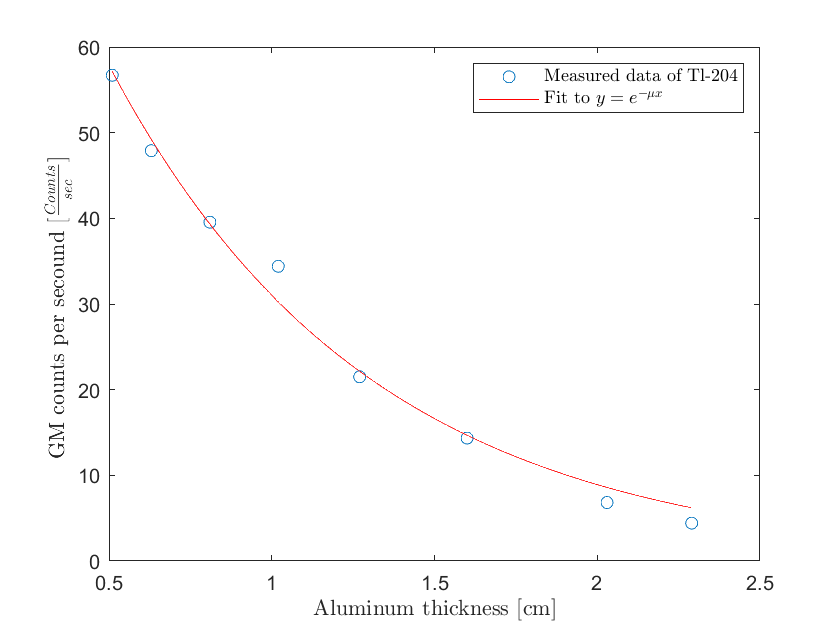 60
50
40
30
20
10
0
0.5 1 1.5 2 2.5
GM counts per secound [Counts/sec]
Aluminum thickness [cm]
Measured data of Tl-204
Fit to y = e^{-μx}